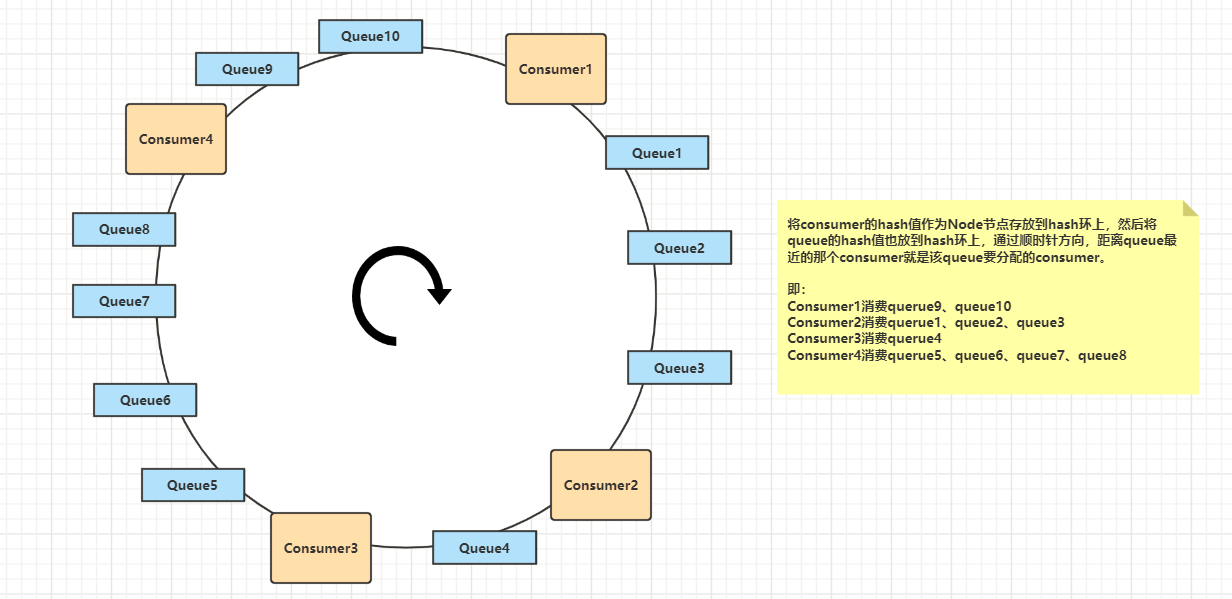 Queue10
Consumer1
Queue9
Consumer4
Queue1
Queue8
Queue2
Queue7
Queue3
Queue6
Queue5
Consumer2
Consumer3
Queue4
将consumer的hash值作为Node节点存放到hash环上，然后将
queue的hash值也放到hash环上，通过顺时针方向，距离queue最
近的那个consumer就是该queue要分配的consumer。
即：
Consumer1消费querue9、queue10
Consumer2消费querue1、queue2、queue3
Consumer3消费querue4
Consumer4消费querue5、queue6、queue7、queue8